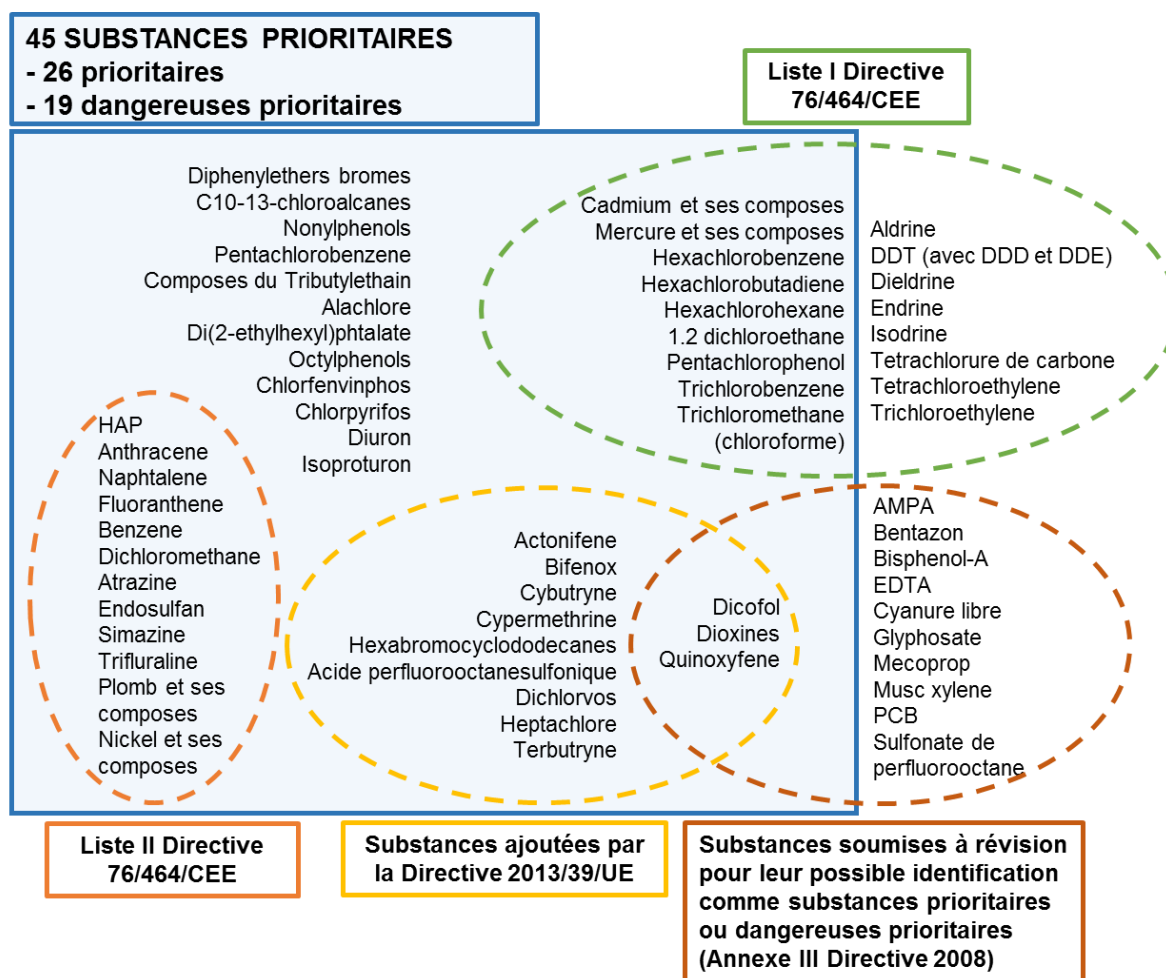 45 SUBSTANCES PRIORITAIRES
- 26 prioritaires
- 19 dangereuses prioritaires
Liste I Directive
76/464/CEE
Diphenylethers bromes
C10-13-chloroalcanes
Nonylphenols
Pentachlorobenzene
Composes du Tributylethain
Alachlore
Di(2-ethylhexyl)phtalate
Octylphenols
Chlorfenvinphos
Chlorpyrifos
Diuron
Isoproturon
Cadmium et ses composes
Mercure et ses composes
Hexachlorobenzene
Hexachlorobutadiene
Hexachlorohexane
1.2 dichloroethane
Pentachlorophenol
Trichlorobenzene
Trichloromethane
(chloroforme)
Aldrine
DDT (avec DDD et DDE)
Dieldrine
Endrine
Isodrine
Tetrachlorure de carbone
Tetrachloroethylene
Trichloroethylene
HAP
Anthracene
Naphtalene
Fluoranthene
Benzene
Dichloromethane
Atrazine
Endosulfan
Simazine
Trifluraline
Plomb et ses
composes
Nickel et ses
composes
Actonifene
Bifenox
Cybutryne
Cypermethrine
Hexabromocyclododecanes
Acide perfluorooctanesulfonique
Dichlorvos
Heptachlore
Terbutryne
Dicofol
Dioxines
Quinoxyfene
AMPA
Bentazon
Bisphenol-A
EDTA
Cyanure libre
Glyphosate
Mecoprop
Musc xylene
PCB
Sulfonate de
perfluorooctane
Liste II Directive
76/464/CEE
Substances ajoutées par
la Directive 2013/39/UE
Substances soumises à révision
pour leur possible identification
comme substances prioritaires
ou dangereuses prioritaires
(Annexe III Directive 2008)